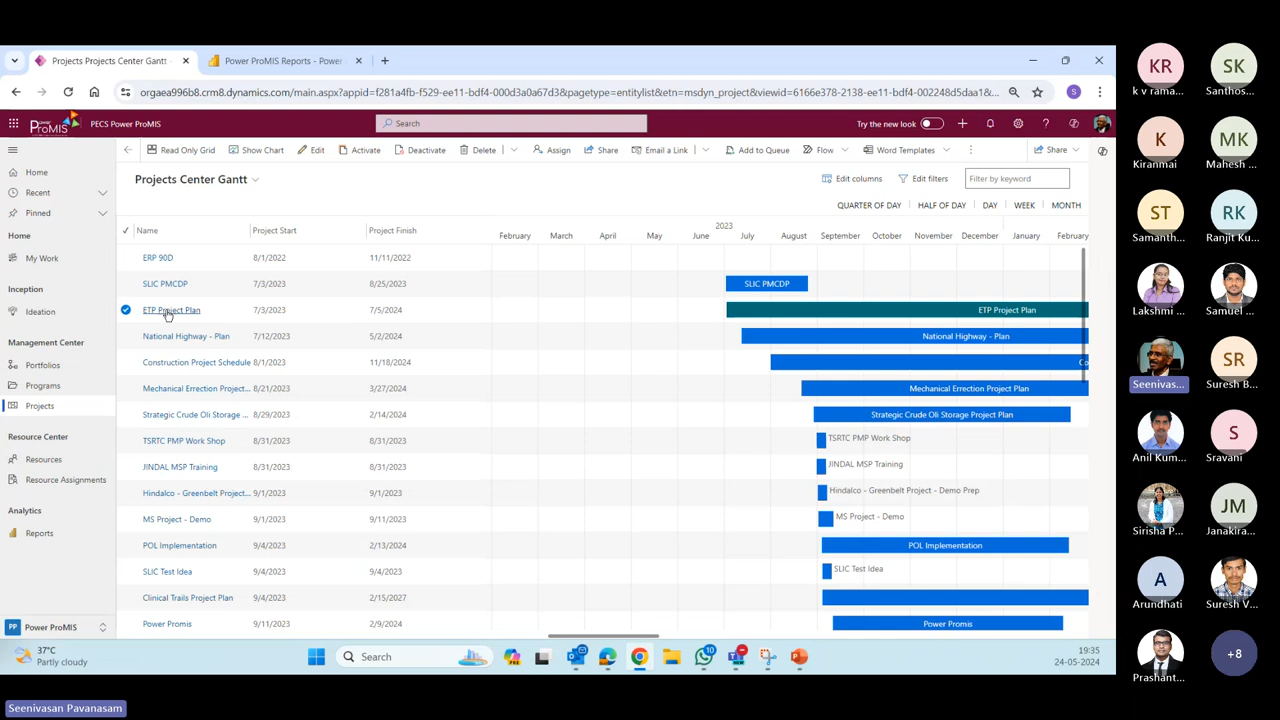 Projects Projects Center Gantt
Power ProMIS Reports - Power
orgaea996b8.crm8.dynamics.com/main.aspx?appid=f281a4fb-f529-ee11-bdf4-000d3a0a67d3&pagetype=entitylist&etn=msdyn_project&viewid=6166e378-2138-ee11-bdf4-002248d5daa1&...
S
power ProMIS
PECS Power ProMIS
Search
Try the new look
Read Only Grid
Show Chart
Edit
Activate
Deactivate
Delete
Assign
Share
Email a Link
Add to Queue
Flow
Word Templates
Share
Home
Recent
Pinned
Home
My Work
Inception
Ideation
Management Center
Portfolios
Programs
Projects
Resource Center
Resources
Resource Assignments
Analytics
Reports
PP Power ProMIS
Projects Center Gantt
Edit columns
Edit filters
Filter by keyword
QUARTER OF DAY HALF OF DAY DAY WEEK MONTH
2023
Name Project Start Project Finish February March April May June July August September October November December January February
ERP 90D 8/1/2022 11/11/2022
SLIC PMCDP 7/3/2023 8/25/2023 SLIC PMCDP
ETP Project Plan 7/3/2023 7/5/2024 ETP Project Plan
National Highway - Plan 7/12/2023 5/2/2024 National Highway - Plan
Construction Project Schedule 8/1/2023 11/18/2024 Co
Mechanical Errection Project... 8/21/2023 3/27/2024 Mechanical Errection Project Plan
Strategic Crude Oli Storage ... 8/29/2023 2/14/2024 Strategic Crude Oli Storage Project Plan
TSRTC PMP Work Shop 8/31/2023 8/31/2023 TSRTC PMP Work Shop
JINDAL MSP Training 8/31/2023 8/31/2023 JINDAL MSP Training
Hindalco - Greenbelt Project... 9/1/2023 9/1/2023 Hindalco - Greenbelt Project - Demo Prep
MS Project - Demo 9/1/2023 9/11/2023 MS Project - Demo
POL Implementation 9/4/2023 2/13/2024 POL Implementation
SLIC Test Idea 9/4/2023 9/4/2023 SLIC Test Idea
Clinical Trails Project Plan 9/4/2023 2/15/2027
Power Promis 9/11/2023 2/9/2024 Power Promis
37°C
Partly cloudy
Search
10
19:35
24-05-2024
Seenivasan Pavanasam
KR
k v rama...
SK
Santhos...
K
Kiranmai
MK
Mahesh ...
ST
Samanth...
RK
Ranjit Ku...
Lakshmi ...
Samuel ...
Seenivas...
SR
Suresh B...
Anil Kum...
S
Sravani
Sirisha P...
JM
Janakira...
A
Arundhati
Suresh V...
Prashant...
+8